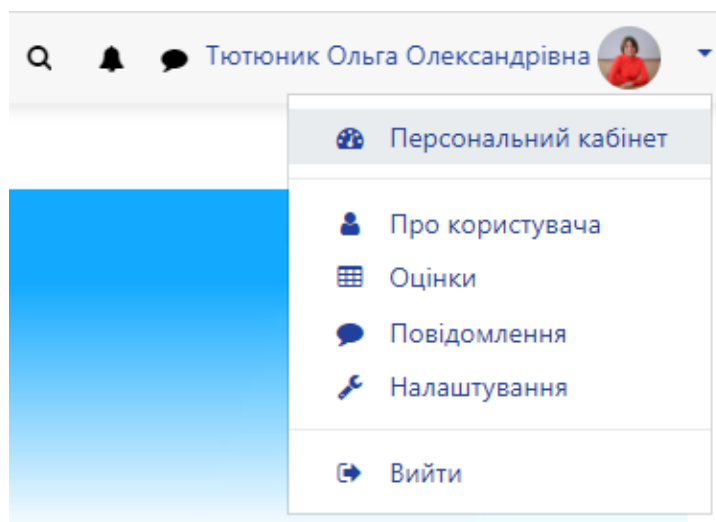 Тютюник Ольга Олександрівна
Персональний кабінет
Про користувача
Оцінки
Повідомлення
Налаштування
Вийти